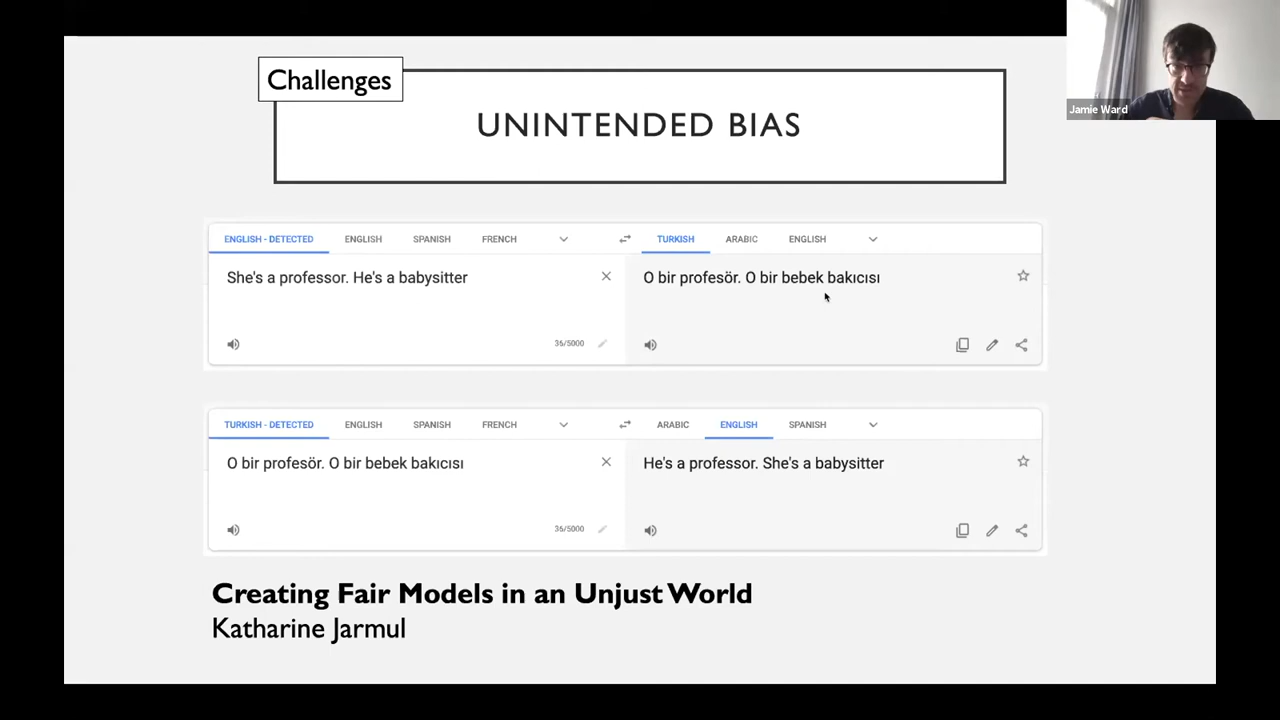 Challenges
UNINTENDED BIAS
Jamie Ward
ENGLISH - DETECTED ENGLISH SPANISH FRENCH TURKISH ARABIC ENGLISH
She's a professor. He's a babysitter
O bir profesör. O bir bebek bakıcısı
36/5000
TURKISH - DETECTED ENGLISH SPANISH FRENCH ARABIC ENGLISH SPANISH
O bir profesör. O bir bebek bakıcısı
He's a professor. She's a babysitter
36/5000
Creating Fair Models in an Unjust World
Katharine Jarmul